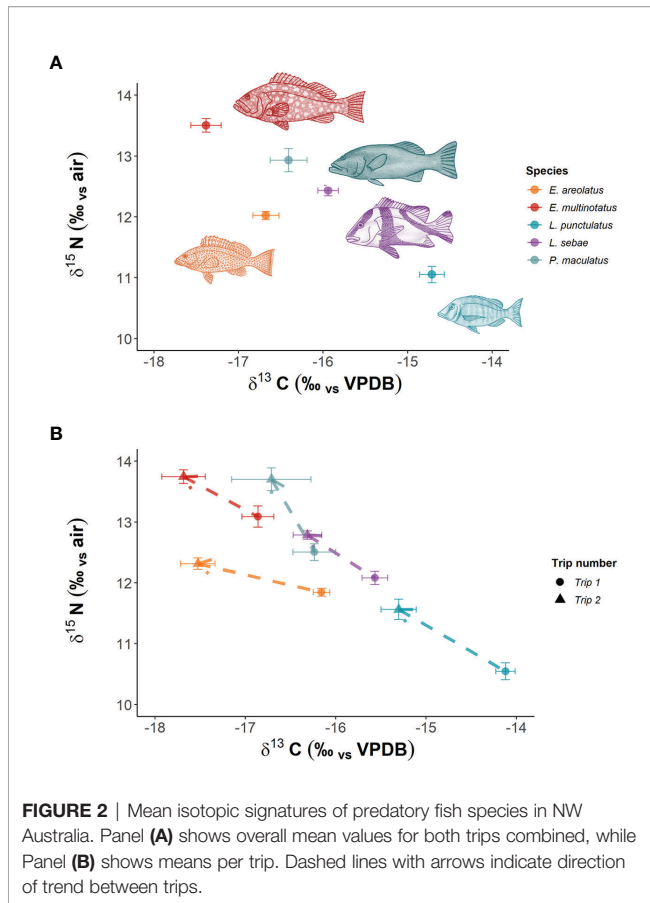 A
14
13
12
11
10
δ15 N (‰ vs air)
-18
-17
-16
-15
-14
δ13 C (‰ vs VPDB)
Species
E. areolatus
E. multinotatus
L. punctulatus
L. sebae
P. maculatus
B
14
13
12
11
10
δ15 N (‰ vs air)
-18
-17
-16
-15
-14
δ13 C (‰ vs VPDB)
Trip number
Trip 1
Trip 2
FIGURE 2 | Mean isotopic signatures of predatory fish species in NW
Australia. Panel (A) shows overall mean values for both trips combined, while
Panel (B) shows means per trip. Dashed lines with arrows indicate direction
of trend between trips.